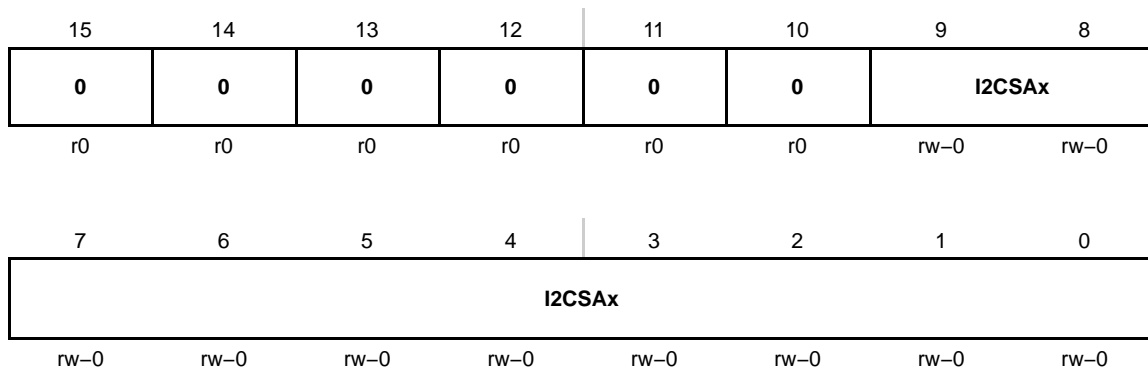 15 14 13 12 11 10 9 8
0 0 0 0 0 0 I2CSAx
r0 r0 r0 r0 r0 r0 rw−0 rw−0
7 6 5 4 3 2 1 0
I2CSAx
rw−0 rw−0 rw−0 rw−0 rw−0 rw−0 rw−0 rw−0